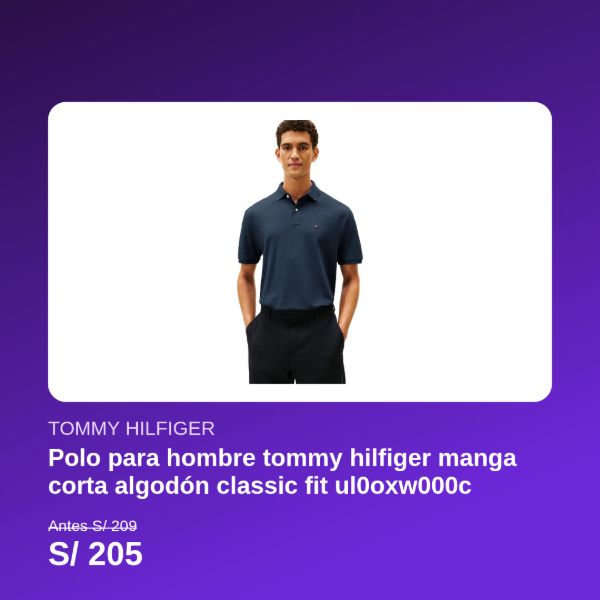 TOMMY HILFIGER
Polo para hombre tommy hilfiger manga
corta algodón classic fit ul0oxw000c
Antes S/ 209
S/ 205